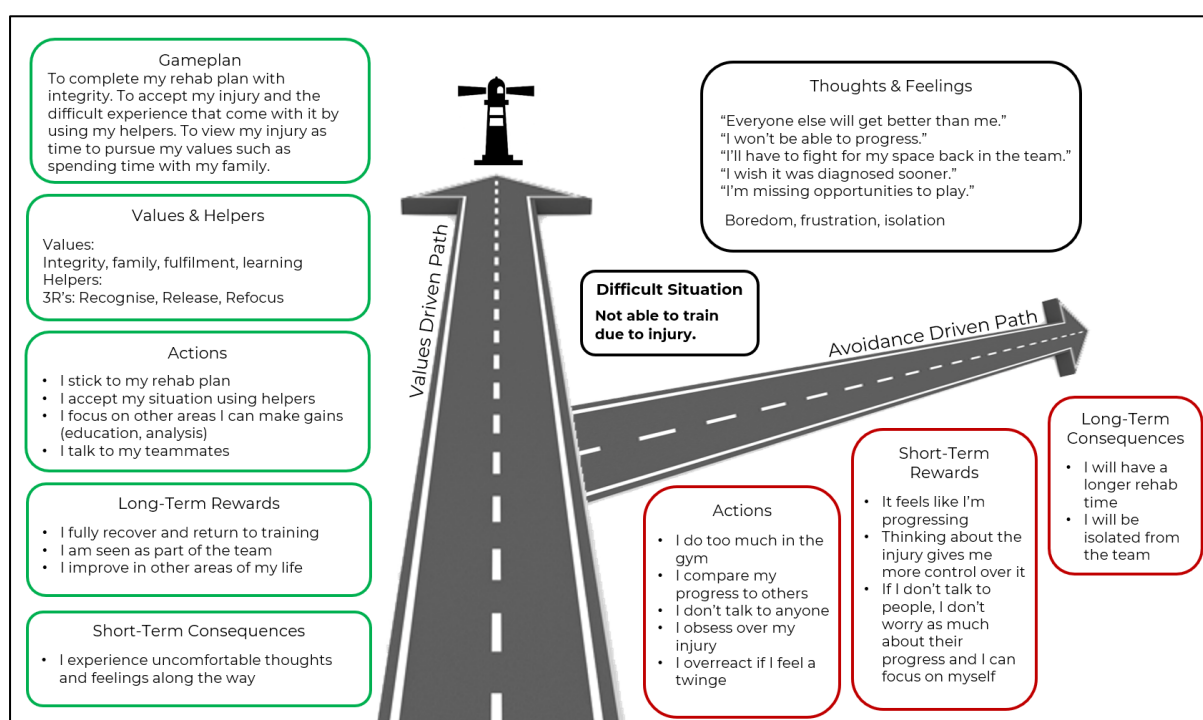 Gameplan
To complete my rehab plan with
integrity. To accept my injury and the
difficult experience that come with it by
using my helpers. To view my injury as
time to pursue my values such as
spending time with my family.
Values & Helpers
Values:
Integrity, family, fulfilment, learning
Helpers:
3R's: Recognise, Release, Refocus
Actions
• I stick to my rehab plan
• I accept my situation using helpers
• I focus on other areas I can make gains
(education, analysis)
• I talk to my teammates
Long-Term Rewards
• I fully recover and return to training
• I am seen as part of the team
• I improve in other areas of my life
Short-Term Consequences
• I experience uncomfortable thoughts
and feelings along the way
Values Driven Path
Thoughts & Feelings
“Everyone else will get better than me.”
“I won't be able to progress.”
“I'll have to fight for my space back in the team.”
“I wish it was diagnosed sooner.”
“I'm missing opportunities to play.”
Boredom, frustration, isolation
Difficult Situation
Not able to train
due to injury.
Avoidance Driven Path
Actions
• I do too much in the
gym
• I compare my
progress to others
• I don't talk to anyone
• I obsess over my
injury
• I overreact if I feel a
twinge
Short-Term
Rewards
• It feels like I'm
progressing
• Thinking about the
injury gives me
more control over it
• If I don't talk to
people, I don't
worry as much
about their
progress and I can
focus on myself
Long-Term
Consequences
• I will have a
longer rehab
time
• I will be
isolated from
the team